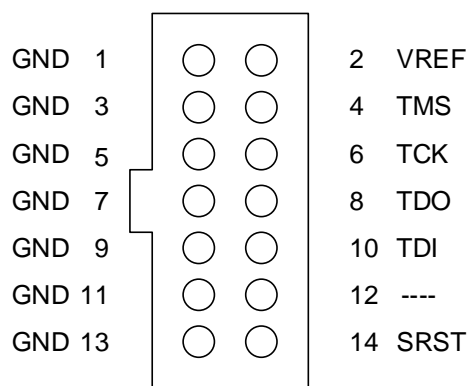 GND 1 2 VREF
GND 3 4 TMS
GND 5 6 TCK
GND 7 8 TDO
GND 9 10 TDI
GND 11 12 ----
GND 13 14 SRST